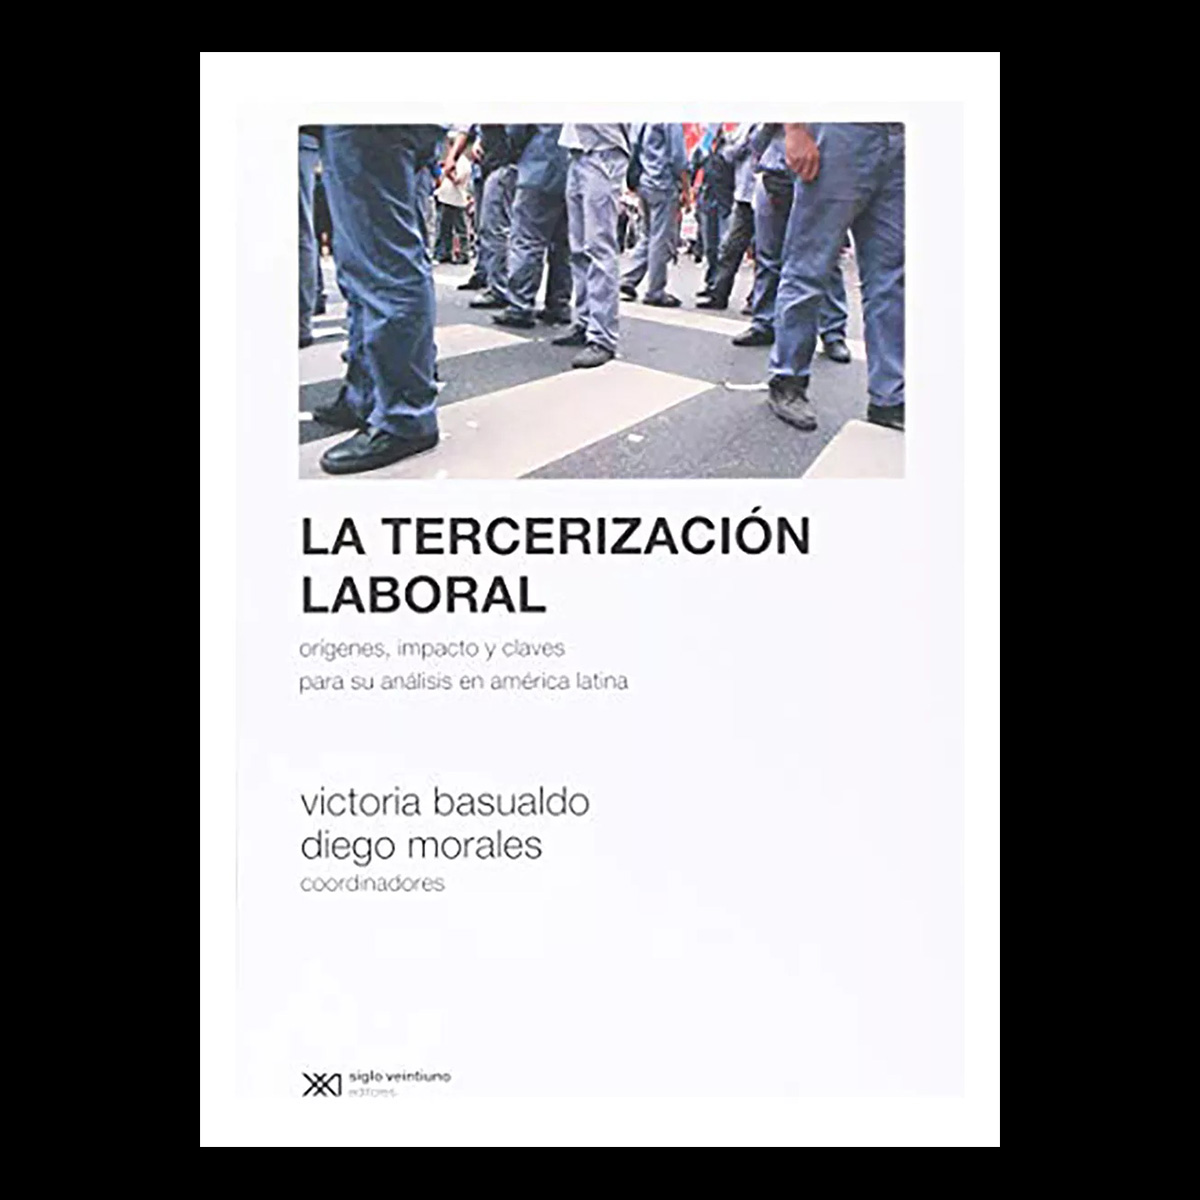 LA TERCERIZACIÓN
LABORAL
orígenes, impacto y claves
para su análisis en américa latina
victoria basualdo
diego morales
coordinadores
siglo veintiuno
editores